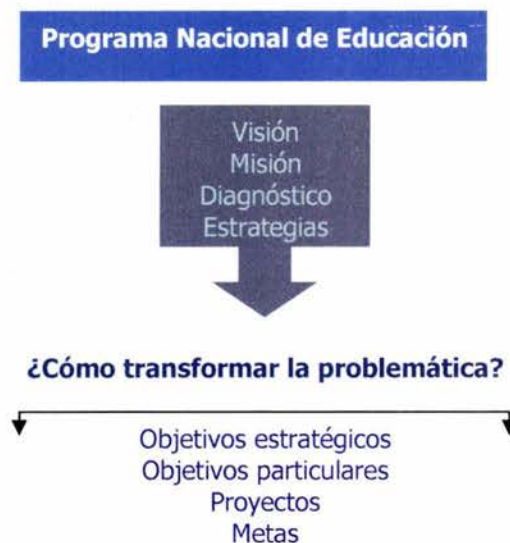 Programa Nacional de Educación
Visión
Misión
Diagnóstico
Estrategias
¿Cómo transformar la problemática?
Objetivos estratégicos
Objetivos particulares
Proyectos
Metas